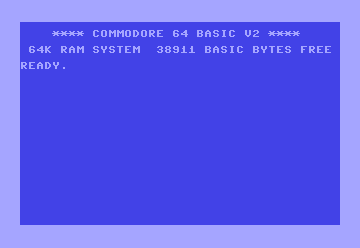 **** COMMODORE 64 BASIC V2 ****
64K RAM SYSTEM  38911 BASIC BYTES FREE
READY.